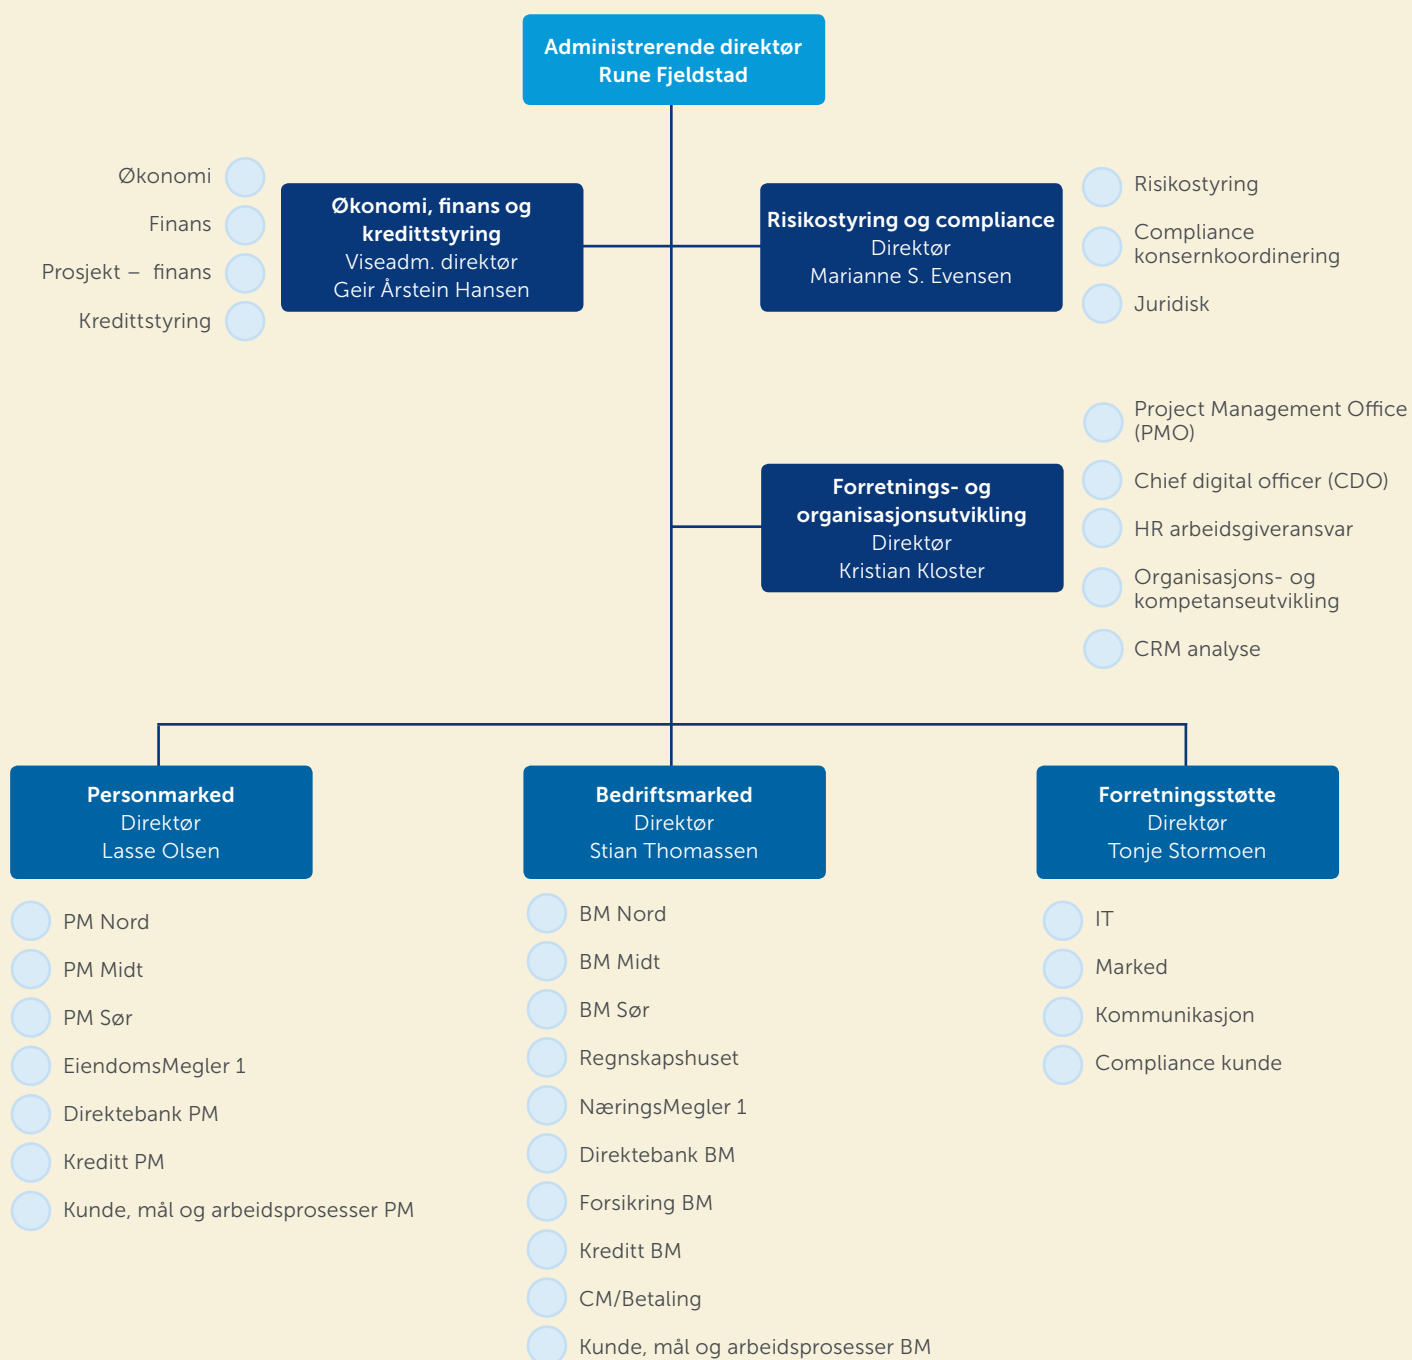 Administrerende direktør
Rune Fjeldstad
Økonomi
Finans
Prosjekt – finans
Kredittstyring
Økonomi, finans og
kredittstyring
Viseadm. direktør
Geir Årstein Hansen
Risikostyring og compliance
Direktør
Marianne S. Evensen
Risikostyring
Compliance
konsernkoordinering
Juridisk
Forretnings- og
organisasjonsutvikling
Direktør
Kristian Kloster
Project Management Office
(PMO)
Chief digital officer (CDO)
HR arbeidsgiveransvar
Organisasjons- og
kompetanseutvikling
CRM analyse
Personmarked
Direktør
Lasse Olsen
PM Nord
PM Midt
PM Sør
EiendomsMegler 1
Direktebank PM
Kreditt PM
Kunde, mål og arbeidsprosesser PM
Bedriftsmarked
Direktør
Stian Thomassen
BM Nord
BM Midt
BM Sør
Regnskapshuset
NæringsMegler 1
Direktebank BM
Forsikring BM
Kreditt BM
CM/Betaling
Kunde, mål og arbeidsprosesser BM
Forretningsstøtte
Direktør
Tonje Stormoen
IT
Marked
Kommunikasjon
Compliance kunde